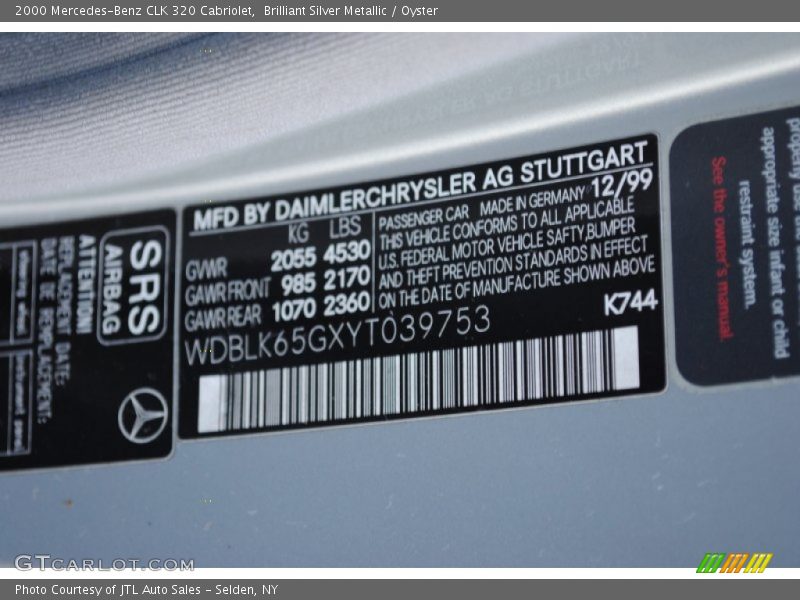 2000 Mercedes-Benz CLK 320 Cabriolet,  Brilliant Silver Metallic / Oyster
MFD BY DAIMLERCHRYSLER AG STUTTGART
KG LBS
GVWR 2055 4530
GAWR FRONT 985 2170
GAWR REAR 1070 2360
12/99
PASSENGER CAR MADE IN GERMANY
THIS VEHICLE CONFORMS TO ALL APPLICABLE
U.S. FEDERAL MOTOR VEHICLE SAFTY,BUMPER
AND THEFT PREVENTION STANDARDS IN EFFECT
ON THE DATE OF MANUFACTURE SHOWN ABOVE
WDBLK65GXYT039753
K744
SRS
AIRBAG
ATTENTION
REPLACEMENT DATE:
DATE DE REMPLACEMENT:
properly use
appropriate size infant or child
restraint system.
See the owner's manual.
GTCARLOT.COM
Photo Courtesy of JTL Auto Sales - Selden, NY